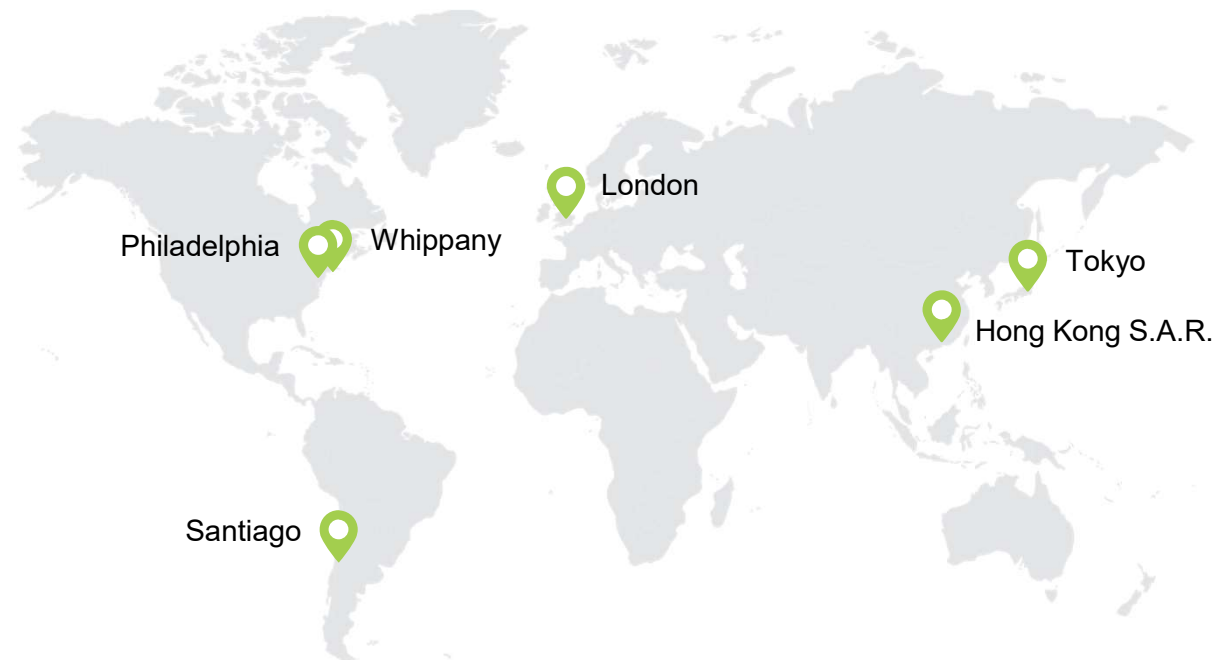 London
Philadelphia
Whippany
Tokyo
Hong Kong S.A.R.
Santiago